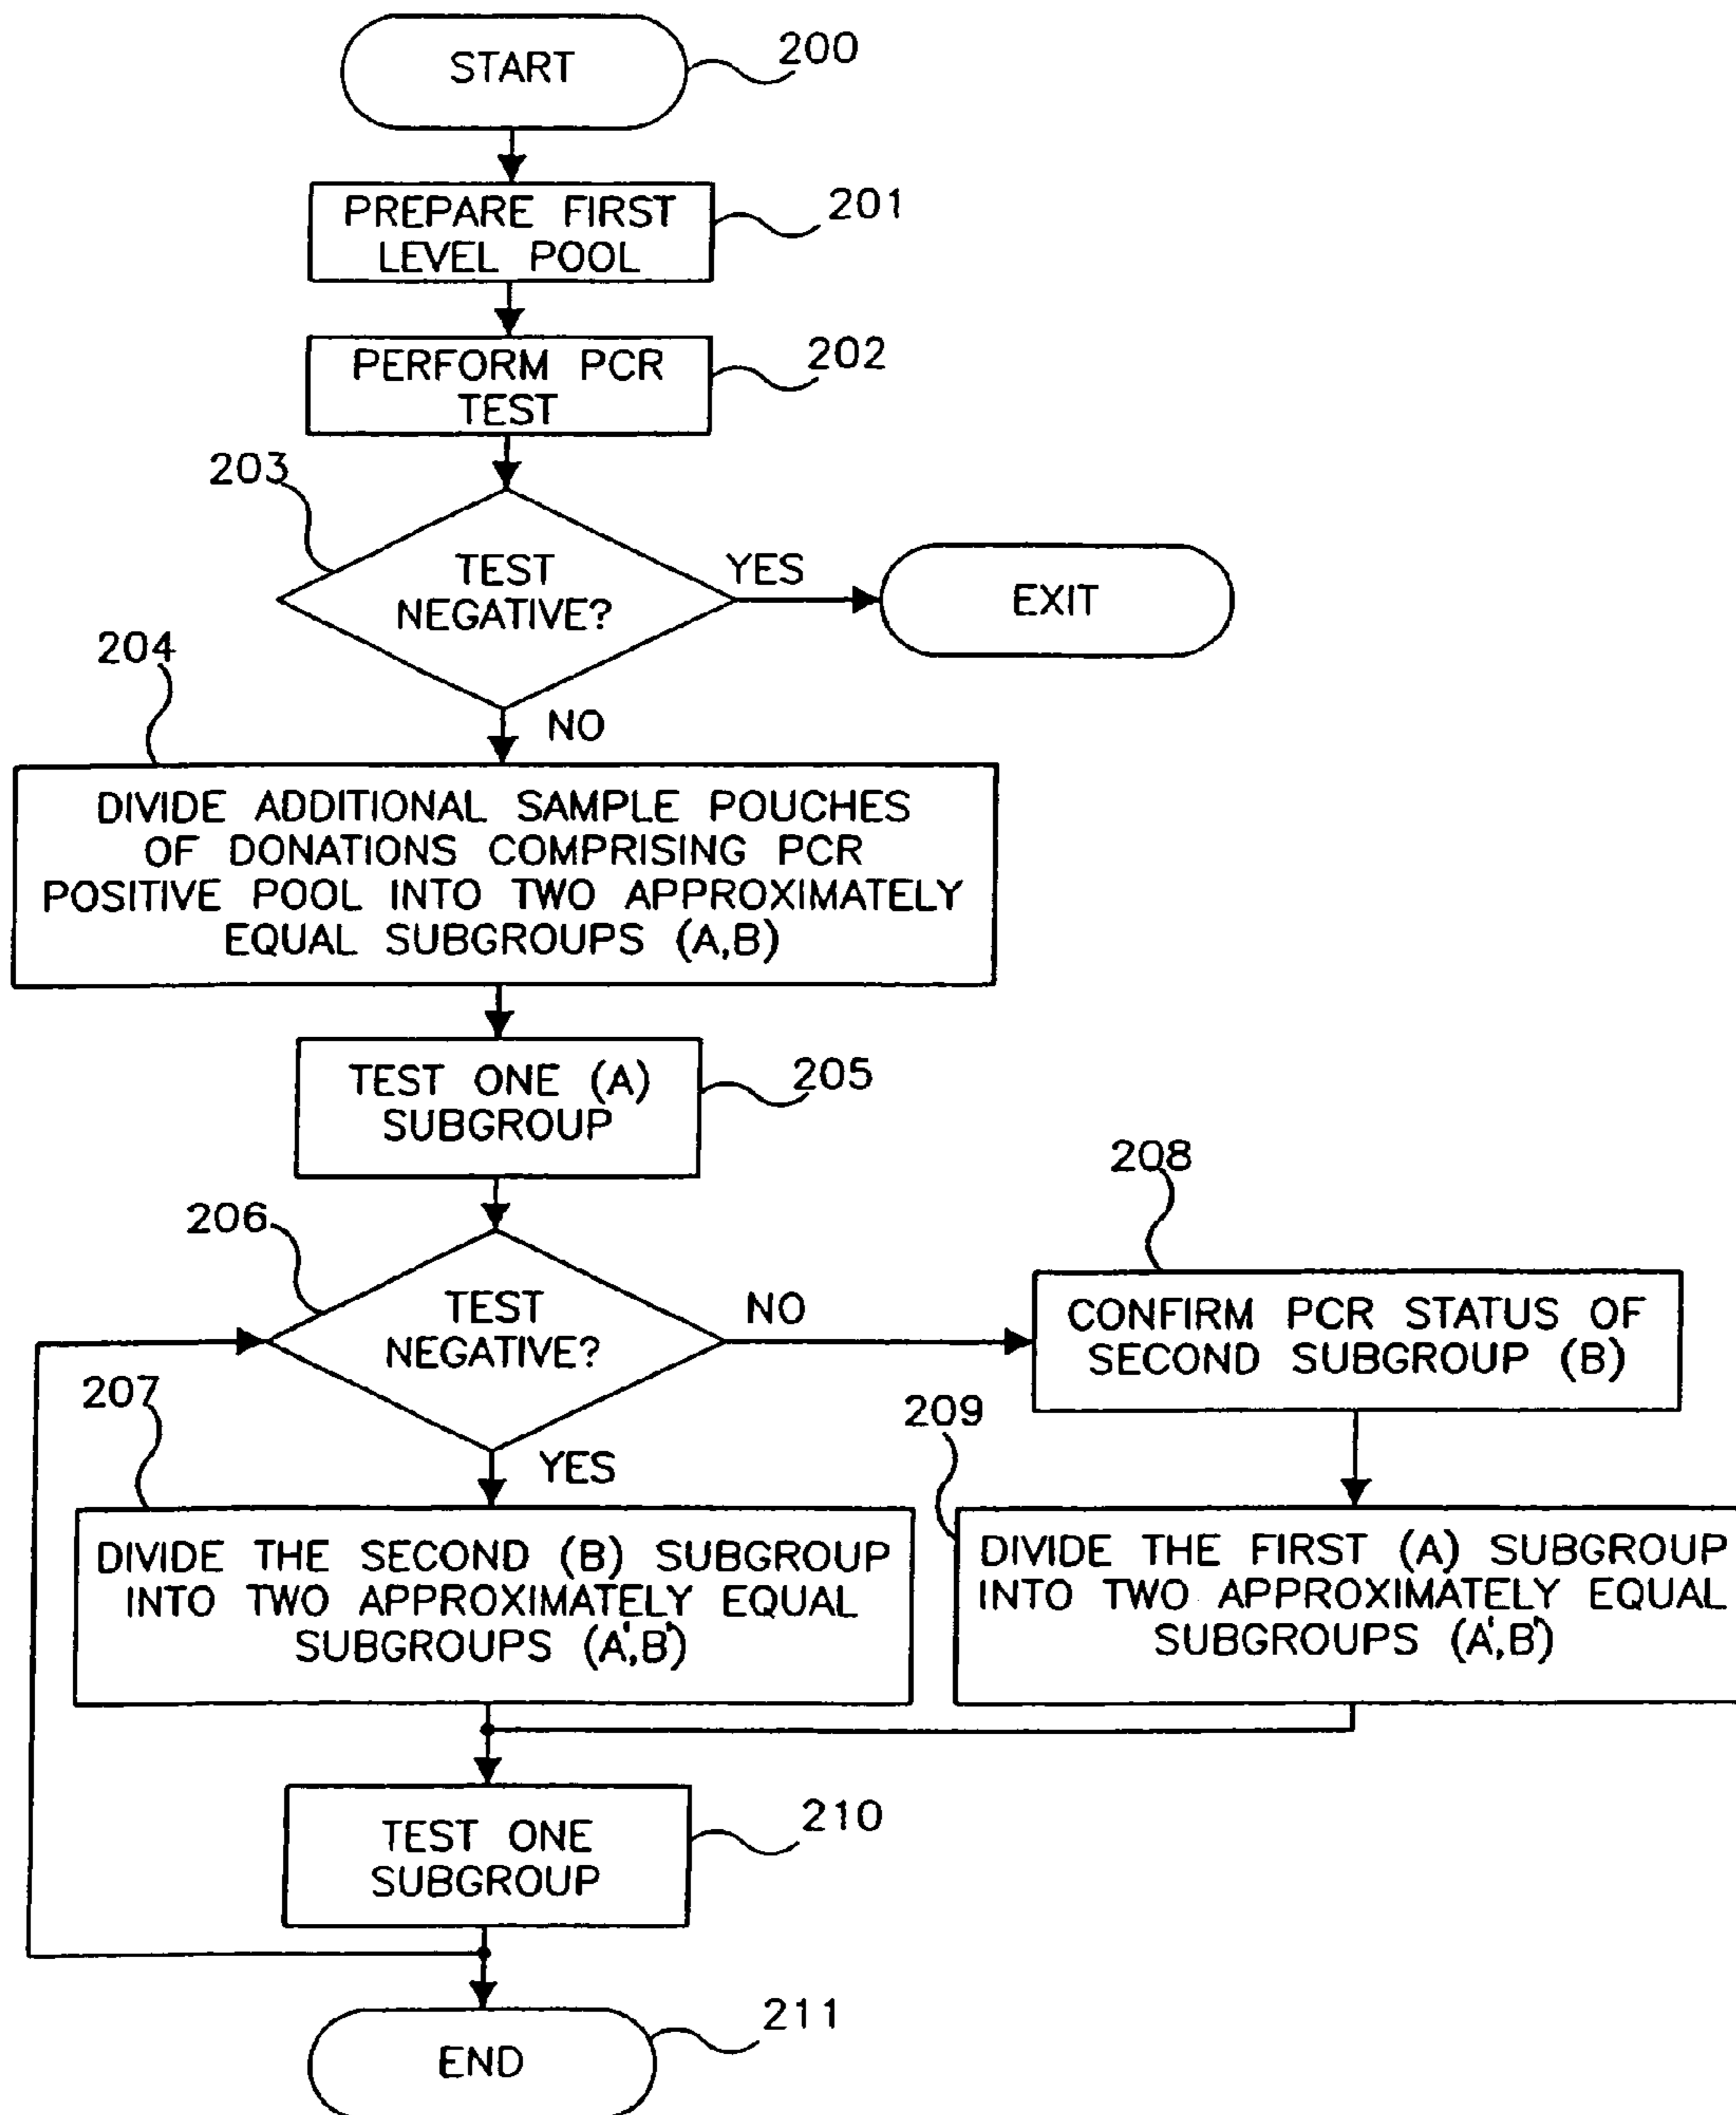 START
200
PREPARE FIRST
LEVEL POOL
201
PERFORM PCR
TEST
202
203
TEST
NEGATIVE?
YES
EXIT
NO
204
DIVIDE ADDITIONAL SAMPLE POUCHES
OF DONATIONS COMPRISING PCR
POSITIVE POOL INTO TWO APPROXIMATELY
EQUAL SUBGROUPS (A,B)
TEST ONE (A)
SUBGROUP
205
206
TEST
NEGATIVE?
NO
208
CONFIRM PCR STATUS OF
SECOND SUBGROUP (B)
YES
207
DIVIDE THE SECOND (B) SUBGROUP
INTO TWO APPROXIMATELY EQUAL
SUBGROUPS (A',B')
209
DIVIDE THE FIRST (A) SUBGROUP
INTO TWO APPROXIMATELY EQUAL
SUBGROUPS (A',B')
TEST ONE
SUBGROUP
210
END
211